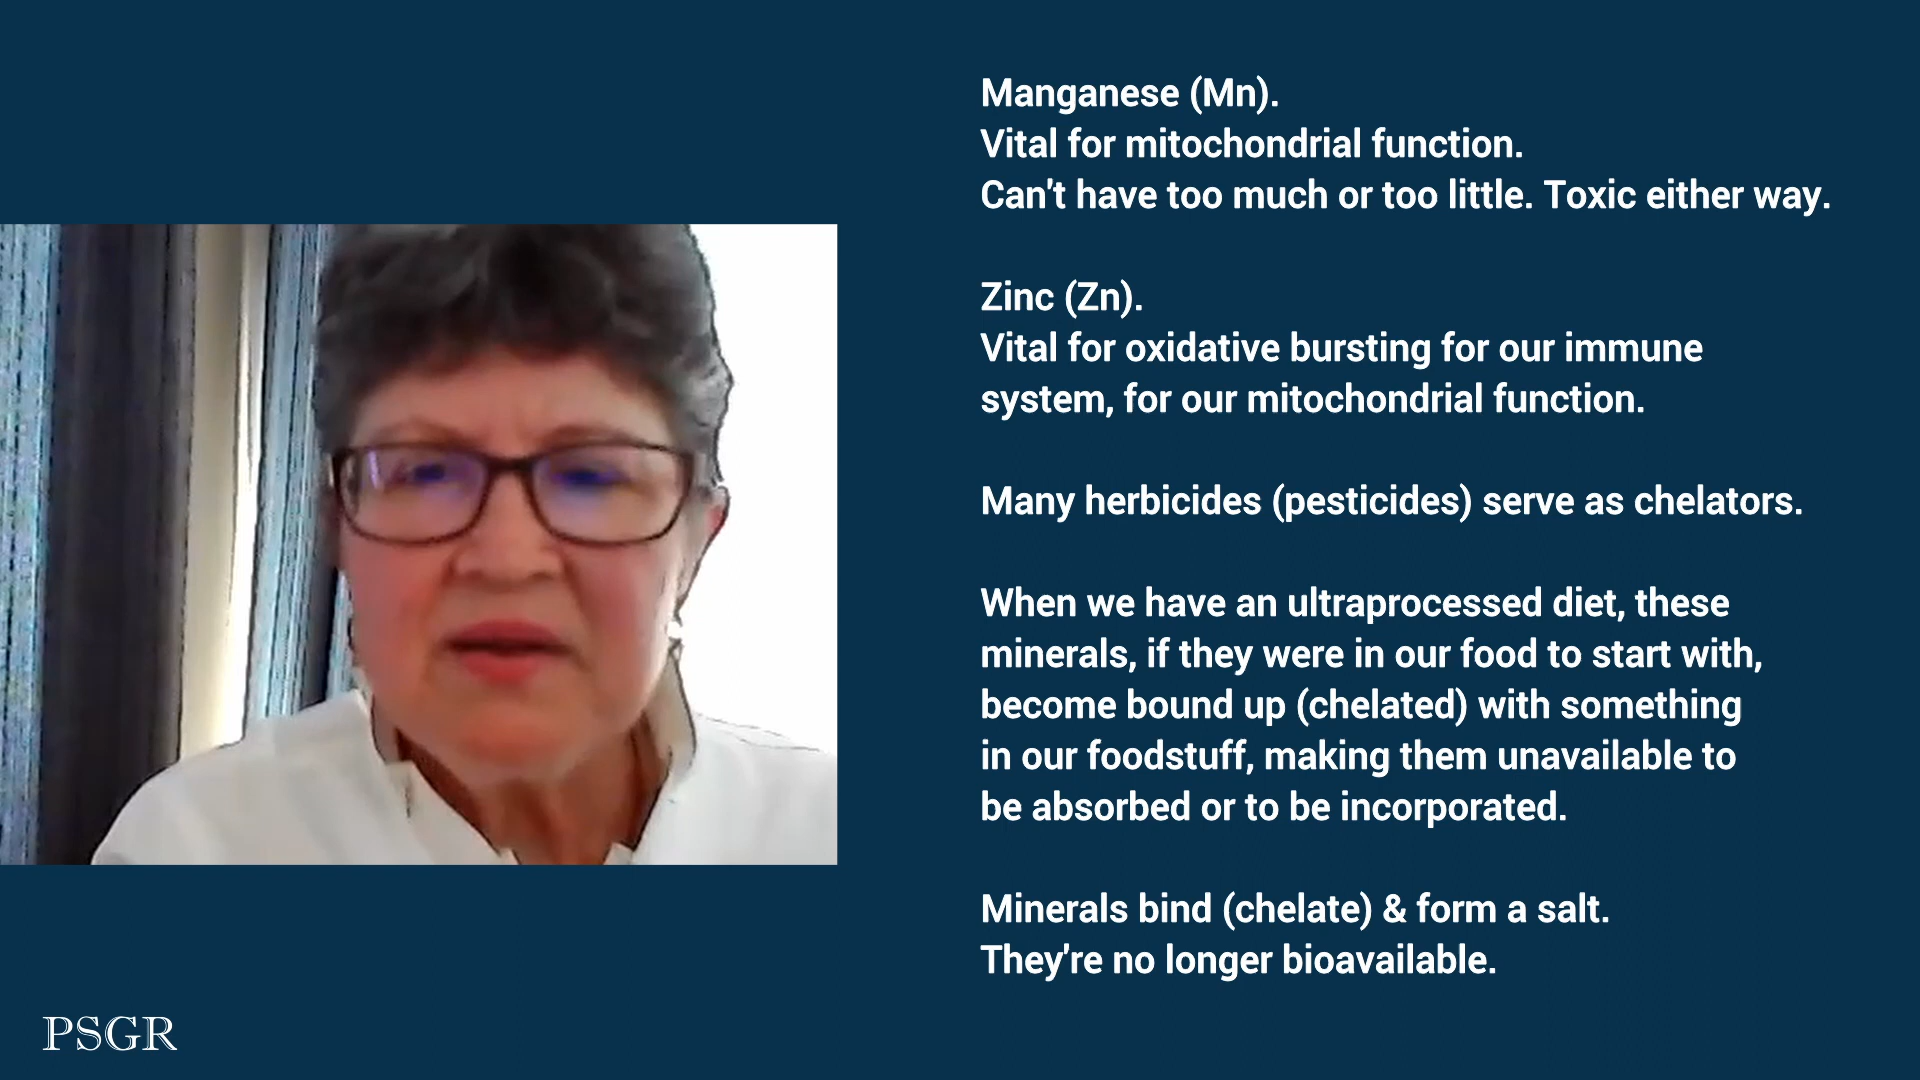 Manganese (Mn).
Vital for mitochondrial function.
Can't have too much or too little. Toxic either way.
Zinc (Zn).
Vital for oxidative bursting for our immune
system, for our mitochondrial function.
Many herbicides (pesticides) serve as chelators.
When we have an ultraprocessed diet, these
minerals, if they were in our food to start with,
become bound up (chelated) with something
in our foodstuff, making them unavailable to
be absorbed or to be incorporated.
Minerals bind (chelate) & form a salt.
They're no longer bioavailable.
PSGR